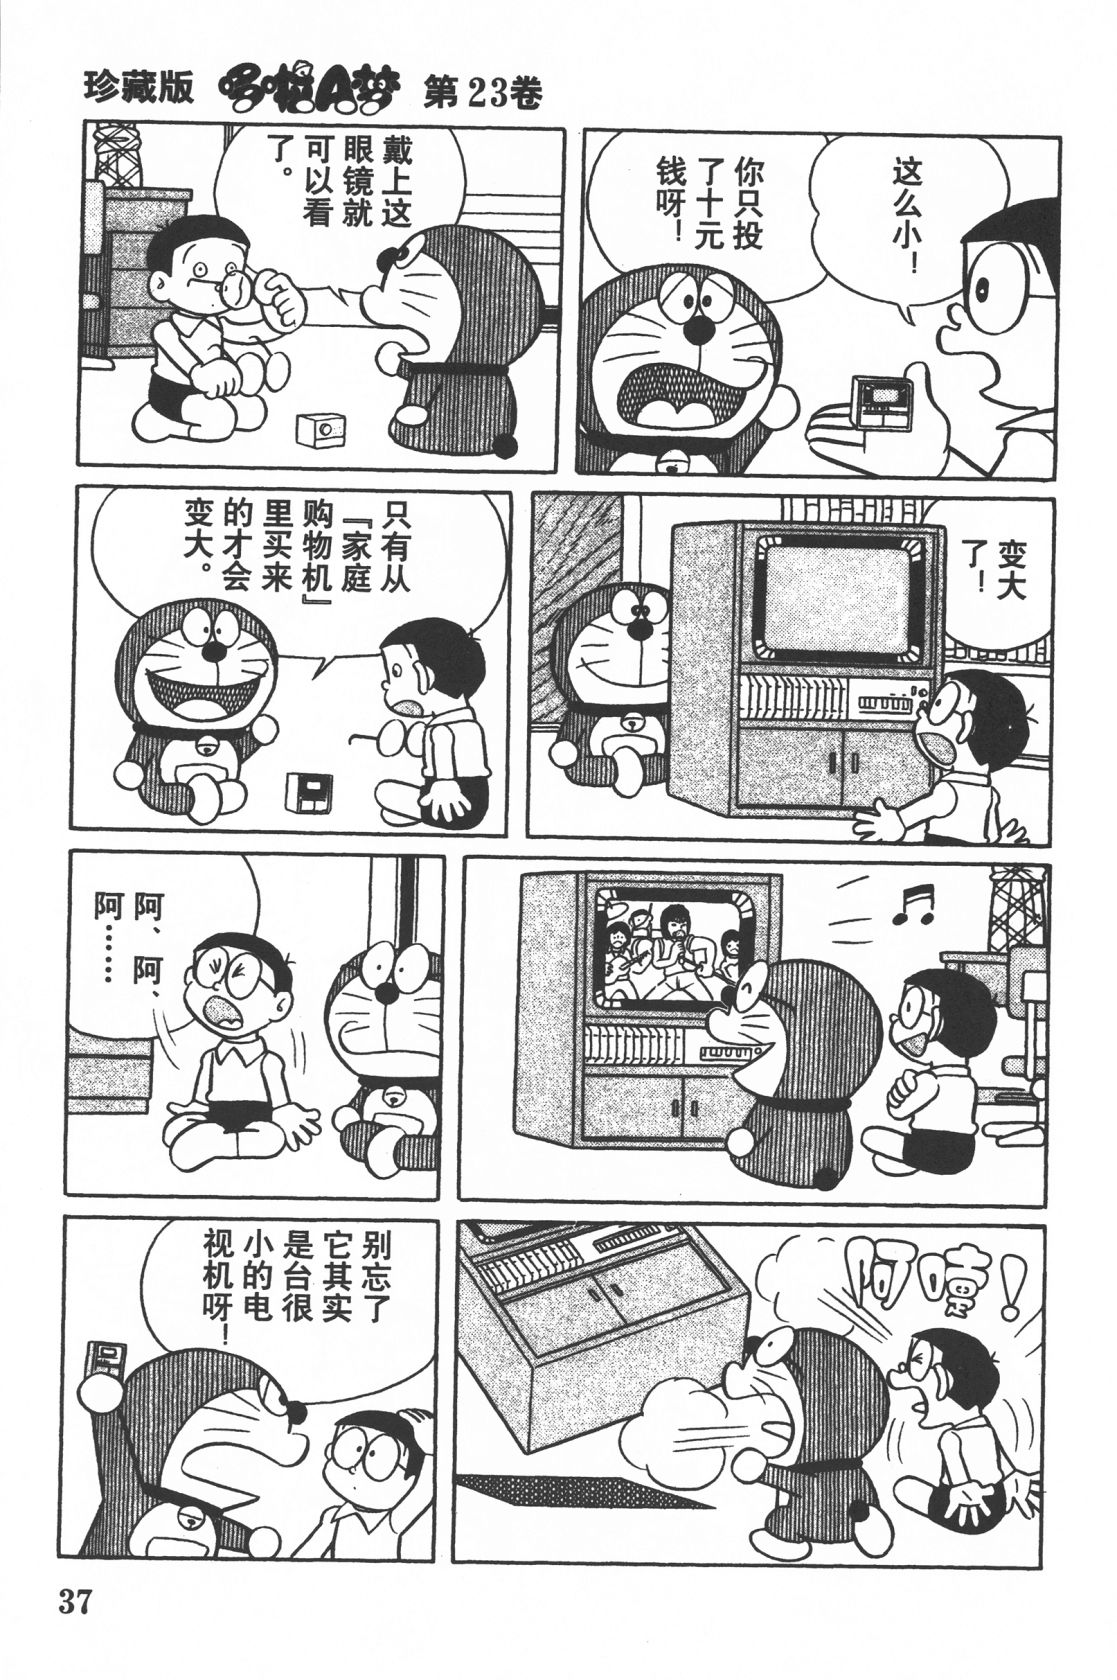 珍藏版 哆啦A梦 第23卷
这么小！
你只投
了十元
钱呀！
戴上这
眼镜就
可以看
了。
变大
了！
只有从
『家庭
购物机』
里买来
的才会
变大。
阿、阿、
阿……
阿嚏！
别忘了
它其实
是台很
小的电
视机呀！
37